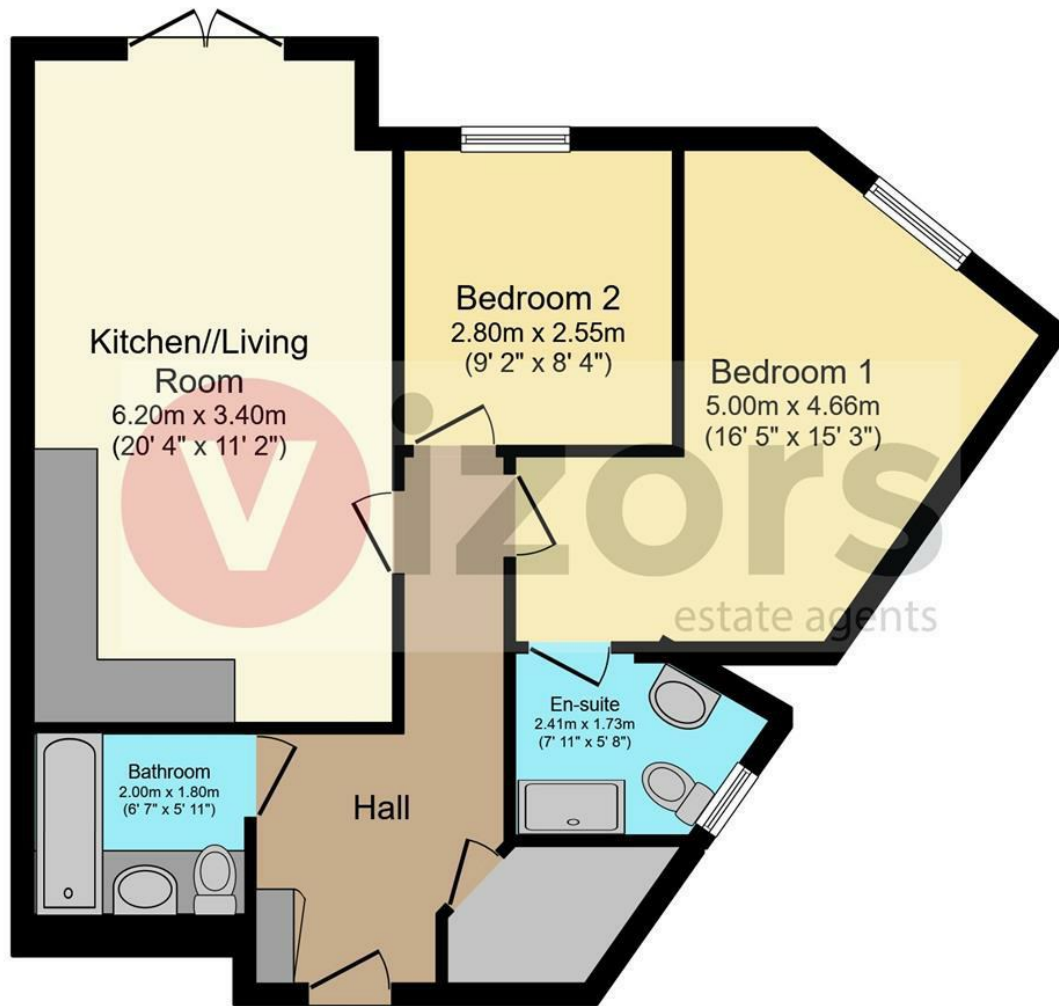 Kitchen//Living
Room
6.20m x 3.40m
(20' 4" x 11' 2")
Bedroom 2
2.80m x 2.55m
(9' 2" x 8' 4")
Bedroom 1
5.00m x 4.66m
(16' 5" x 15' 3")
vizors
estate agents
En-suite
2.41m x 1.73m
(7' 11" x 5' 8")
Bathroom
2.00m x 1.80m
(6' 7" x 5' 11")
Hall